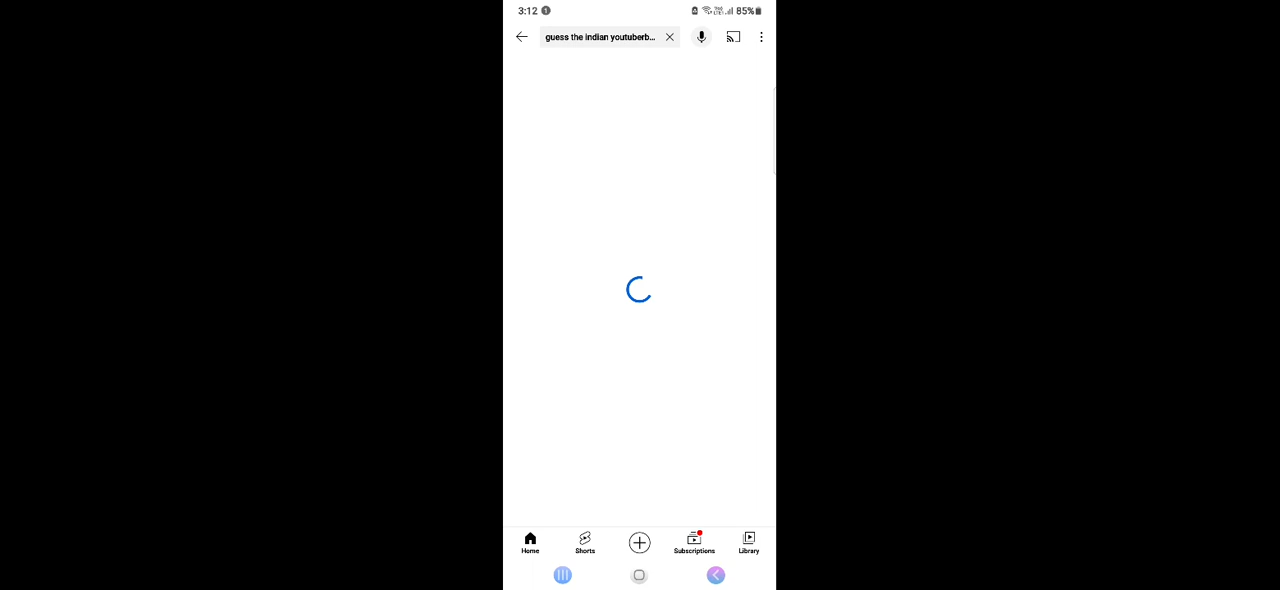 3:12
85%
guess the indian youtuberb...
Home
Shorts
Subscriptions
Library